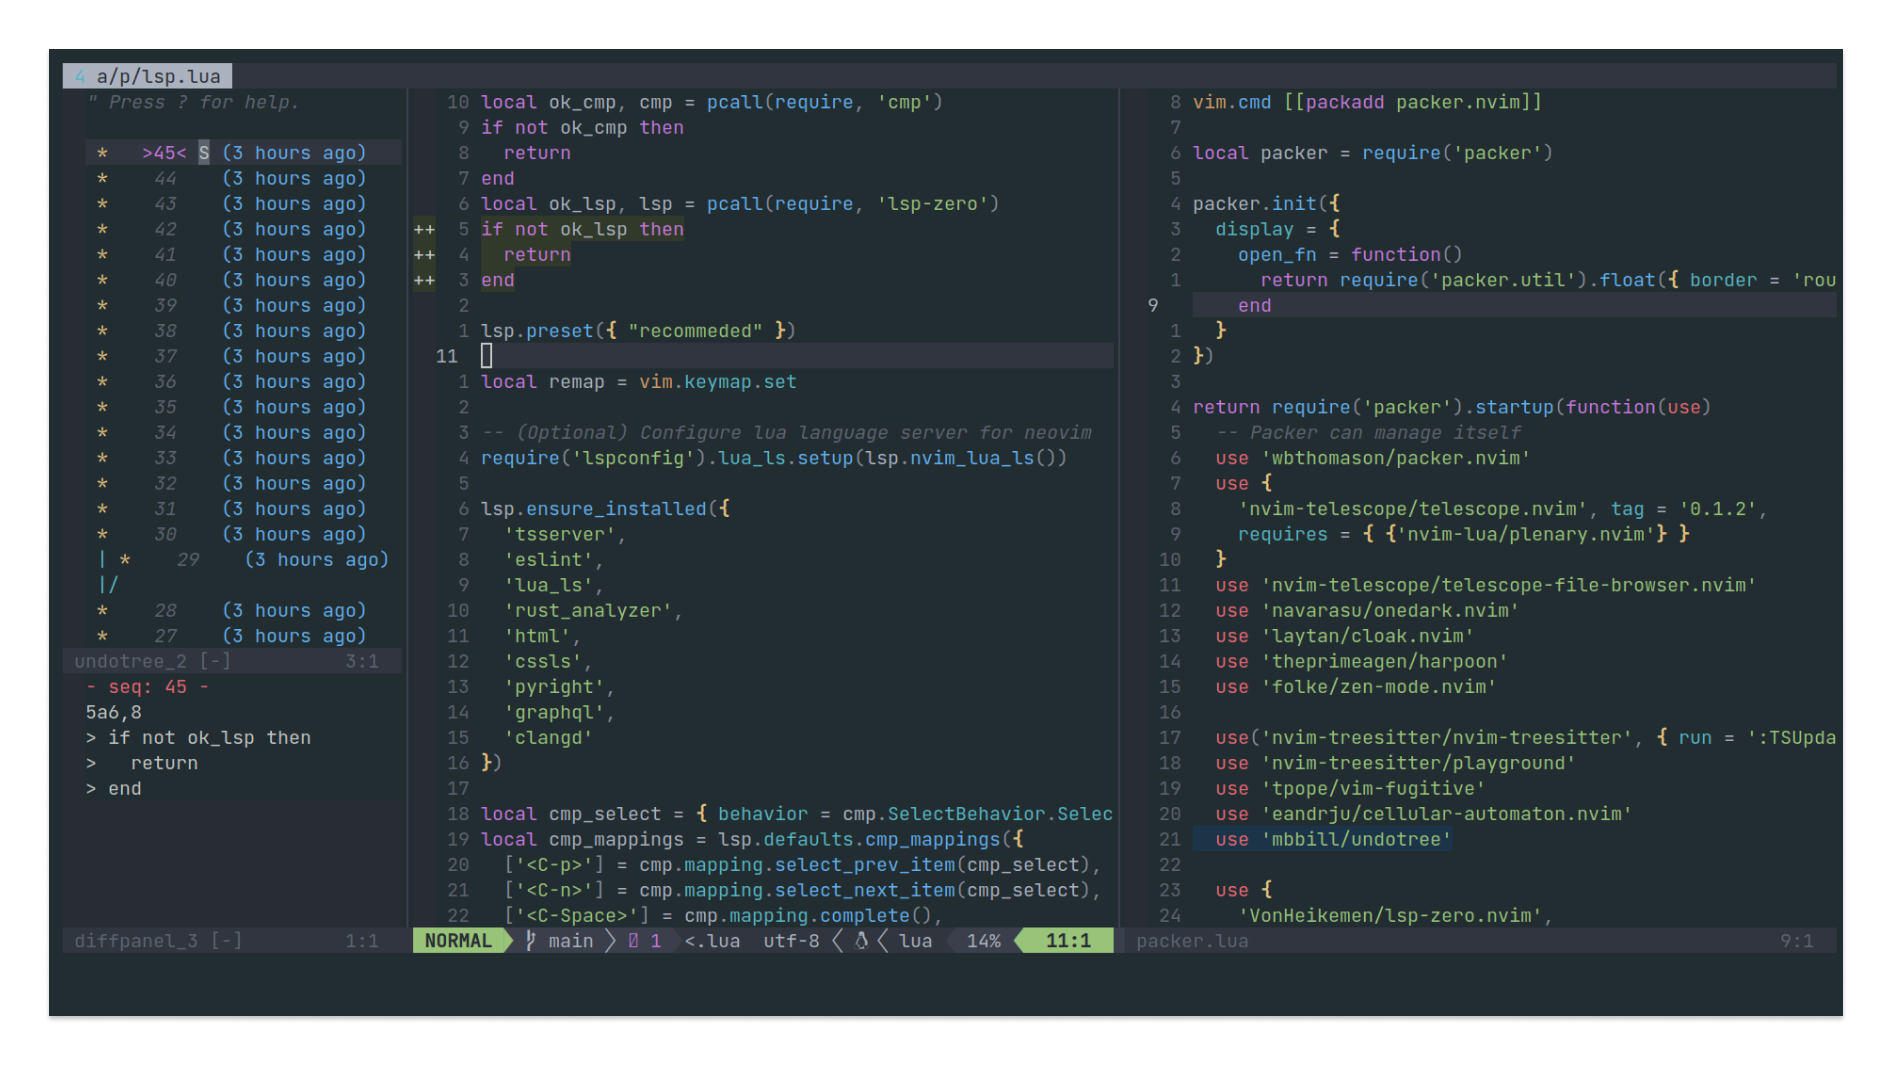 4 a/p/lsp.lua
" Press ? for help.
* >45< S (3 hours ago)
* 44 (3 hours ago)
* 43 (3 hours ago)
* 42 (3 hours ago)
* 41 (3 hours ago)
* 40 (3 hours ago)
* 39 (3 hours ago)
* 38 (3 hours ago)
* 37 (3 hours ago)
* 36 (3 hours ago)
* 35 (3 hours ago)
* 34 (3 hours ago)
* 33 (3 hours ago)
* 32 (3 hours ago)
* 31 (3 hours ago)
* 30 (3 hours ago)
| * 29 (3 hours ago)
|/
* 28 (3 hours ago)
* 27 (3 hours ago)
undotree_2 [-] 3:1
- seq: 45 -
5a6,8
> if not ok_lsp then
>   return
> end
diffpanel_3 [-] 1:1
10 local ok_cmp, cmp = pcall(require, 'cmp')
9 if not ok_cmp then
8   return
7 end
6 local ok_lsp, lsp = pcall(require, 'lsp-zero')
++ 5 if not ok_lsp then
++ 4   return
++ 3 end
2
1 lsp.preset({ "recommeded" })
11
1 local remap = vim.keymap.set
2
3 -- (Optional) Configure lua language server for neovim
4 require('lspconfig').lua_ls.setup(lsp.nvim_lua_ls())
5
6 lsp.ensure_installed({
7   'tsserver',
8   'eslint',
9   'lua_ls',
10   'rust_analyzer',
11   'html',
12   'cssls',
13   'pyright',
14   'graphql',
15   'clangd'
16 })
17
18 local cmp_select = { behavior = cmp.SelectBehavior.Selec
19 local cmp_mappings = lsp.defaults.cmp_mappings({
20   ['<C-p>'] = cmp.mapping.select_prev_item(cmp_select),
21   ['<C-n>'] = cmp.mapping.select_next_item(cmp_select),
22   ['<C-Space>'] = cmp.mapping.complete(),
NORMAL main 1 <.lua utf-8 lua 14% 11:1
8 vim.cmd [[packadd packer.nvim]]
7
6 local packer = require('packer')
5
4 packer.init({
3   display = {
2     open_fn = function()
1       return require('packer.util').float({ border = 'rou
9     end
1   }
2 })
3
4 return require('packer').startup(function(use)
5   -- Packer can manage itself
6   use 'wbthomason/packer.nvim'
7   use {
8     'nvim-telescope/telescope.nvim', tag = '0.1.2',
9     requires = { {'nvim-lua/plenary.nvim'} }
10   }
11   use 'nvim-telescope/telescope-file-browser.nvim'
12   use 'navarasu/onedark.nvim'
13   use 'laytan/cloak.nvim'
14   use 'theprimeagen/harpoon'
15   use 'folke/zen-mode.nvim'
16
17   use('nvim-treesitter/nvim-treesitter', { run = ':TSUpda
18   use 'nvim-treesitter/playground'
19   use 'tpope/vim-fugitive'
20   use 'eandrju/cellular-automaton.nvim'
21   use 'mbbill/undotree'
22
23   use {
24     'VonHeikemen/lsp-zero.nvim',
packer.lua 9:1